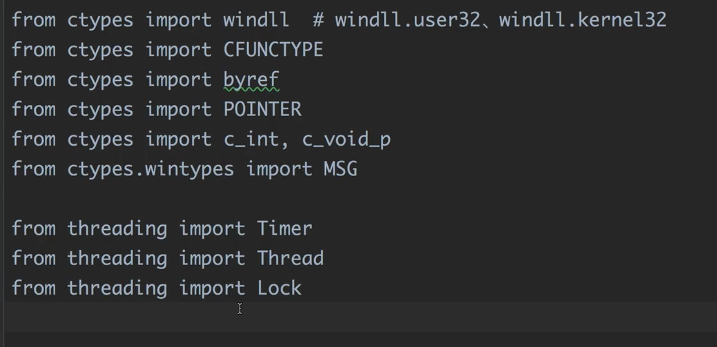 from ctypes import windll  # windll.user32、windll.kernel32
from ctypes import CFUNCTYPE
from ctypes import byref
from ctypes import POINTER
from ctypes import c_int, c_void_p
from ctypes.wintypes import MSG
from threading import Timer
from threading import Thread
from threading import Lock